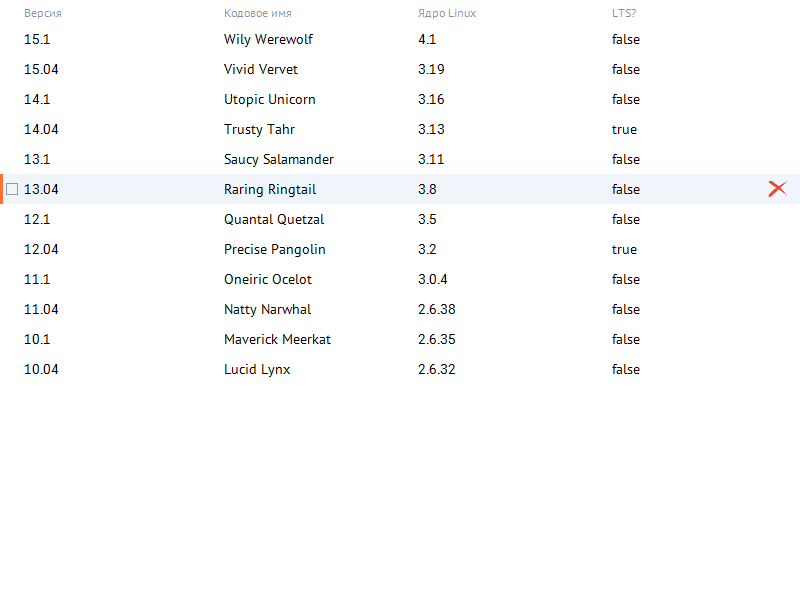 Версия Кодовое имя Ядро Linux LTS?
15.1 Wily Werewolf 4.1 false
15.04 Vivid Vervet 3.19 false
14.1 Utopic Unicorn 3.16 false
14.04 Trusty Tahr 3.13 true
13.1 Saucy Salamander 3.11 false
13.04 Raring Ringtail 3.8 false
12.1 Quantal Quetzal 3.5 false
12.04 Precise Pangolin 3.2 true
11.1 Oneiric Ocelot 3.0.4 false
11.04 Natty Narwhal 2.6.38 false
10.1 Maverick Meerkat 2.6.35 false
10.04 Lucid Lynx 2.6.32 false